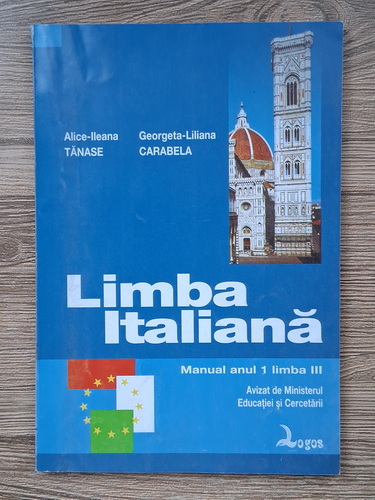 Alice-Ileana
TĂNASE
Georgeta-Liliana
CARABELA
Limba
Italiană
Manual anul 1 limba III
Avizat de Ministerul
Educației și Cercetării
Logos